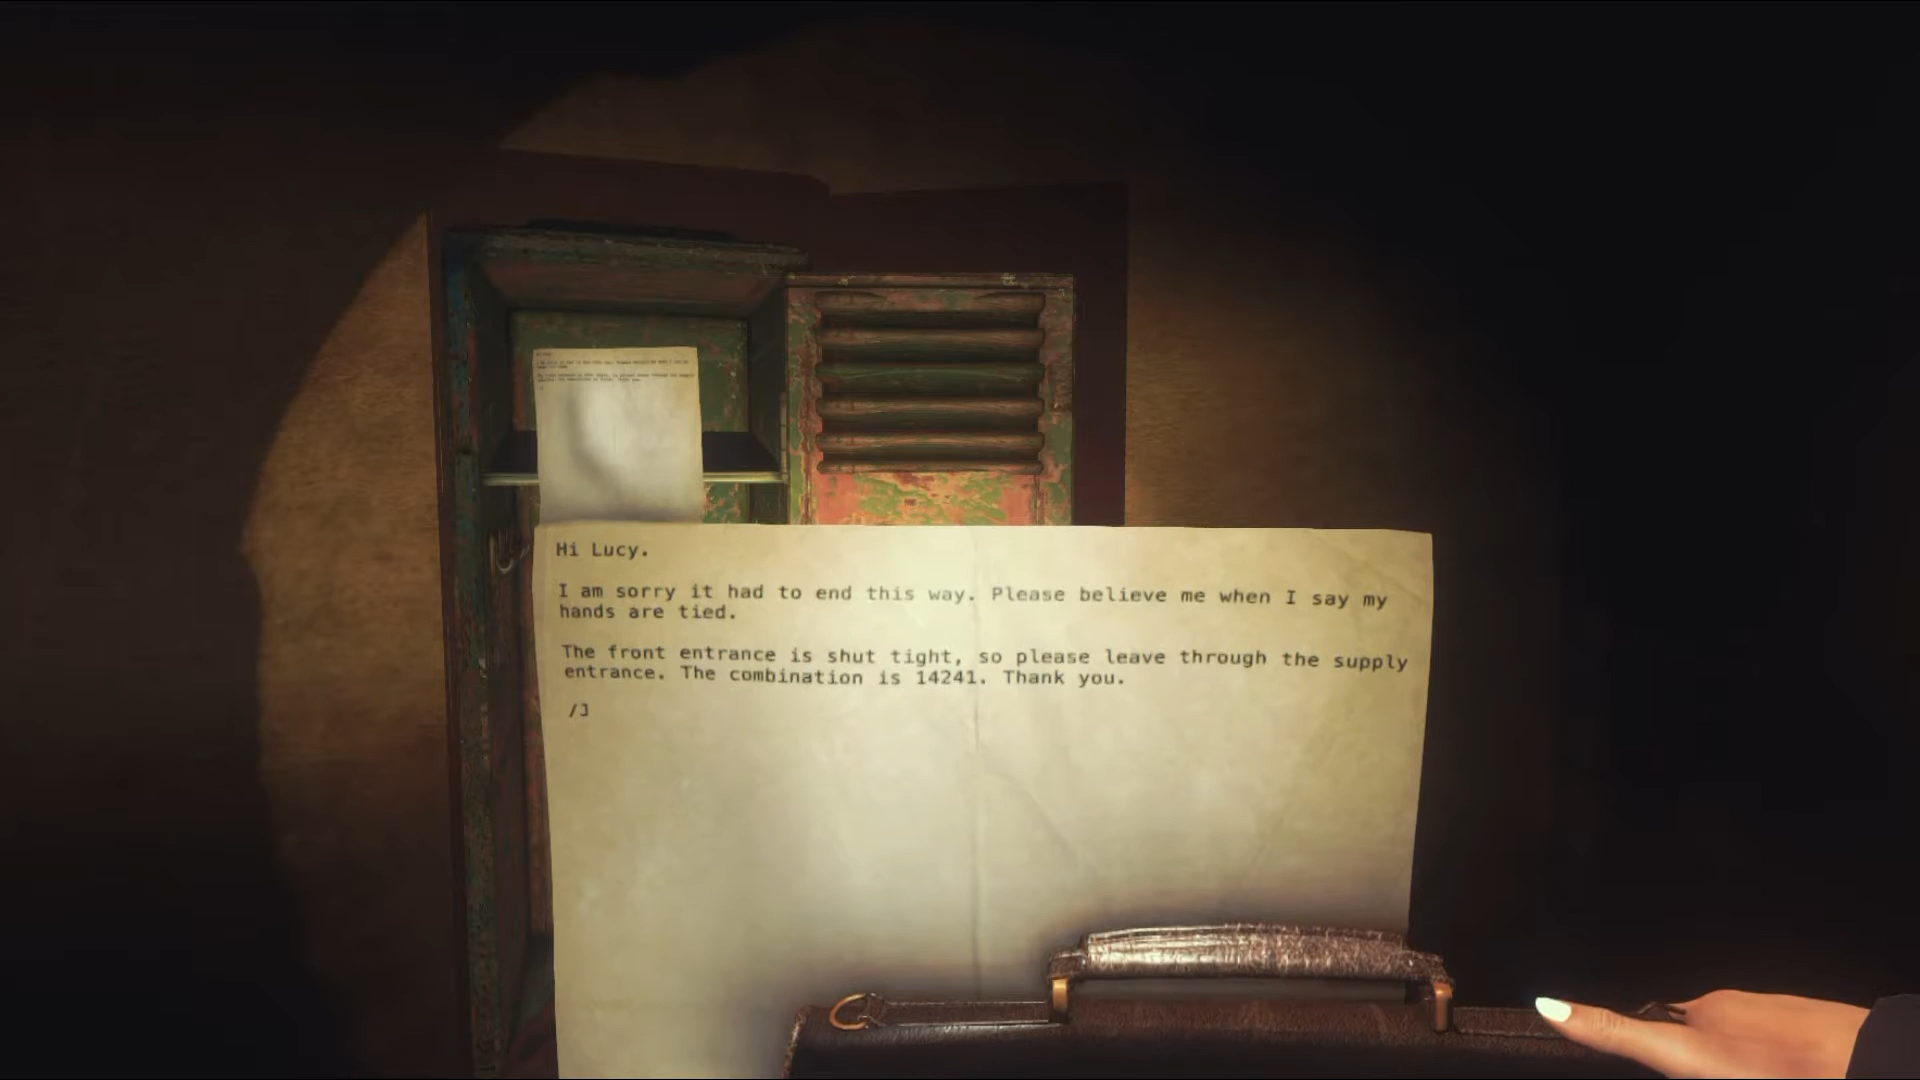 Hi Lucy.
I am sorry it had to end this way. Please believe me when I say my
hands are tied.
The front entrance is shut tight, so please leave through the supply
entrance. The combination is 14241. Thank you.
/J